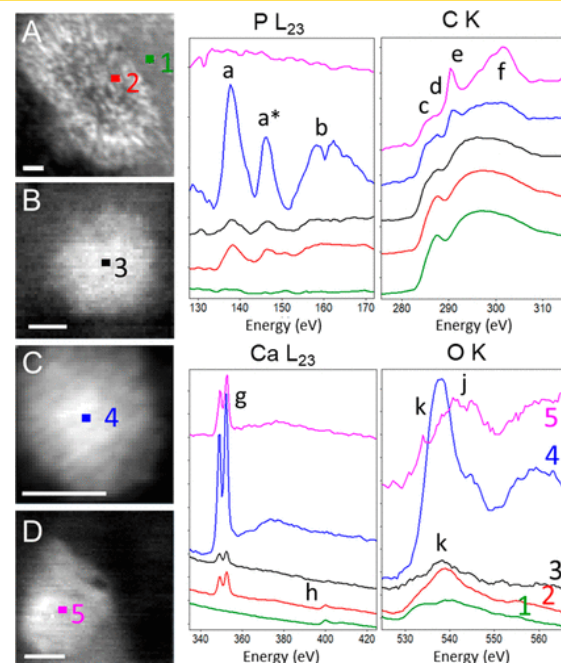 A
1
2
B
3
C
4
D
5
P L23
a
a*
b
130 140 150 160 170
Energy (eV)
C K
c
d
e
f
280 290 300 310
Energy (eV)
Ca L23
g
h
340 360 380 400 420
Energy (eV)
O K
k
j
k
5
4
3
2
1
530 540 550 560
Energy (eV)